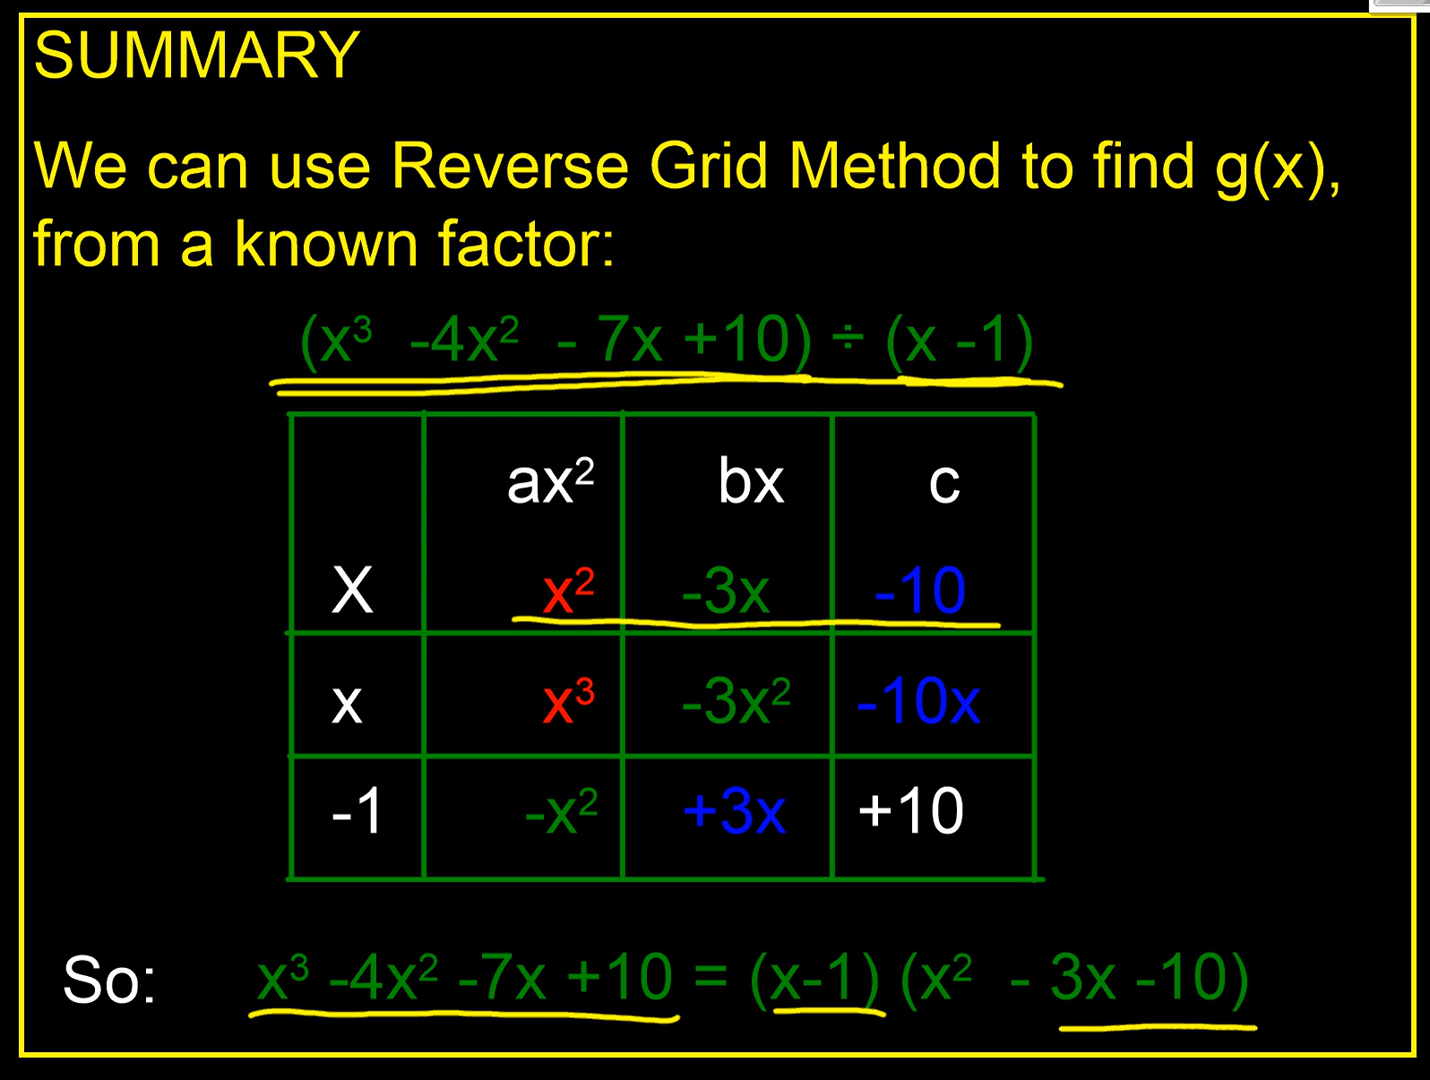 SUMMARY
We can use Reverse Grid Method to find g(x),
from a known factor:
(x³ -4x² - 7x +10) ÷ (x -1)
ax² bx c
X x² -3x -10
x x³ -3x² -10x
-1 -x² +3x +10
So: x³ -4x² -7x +10 = (x-1) (x² - 3x -10)